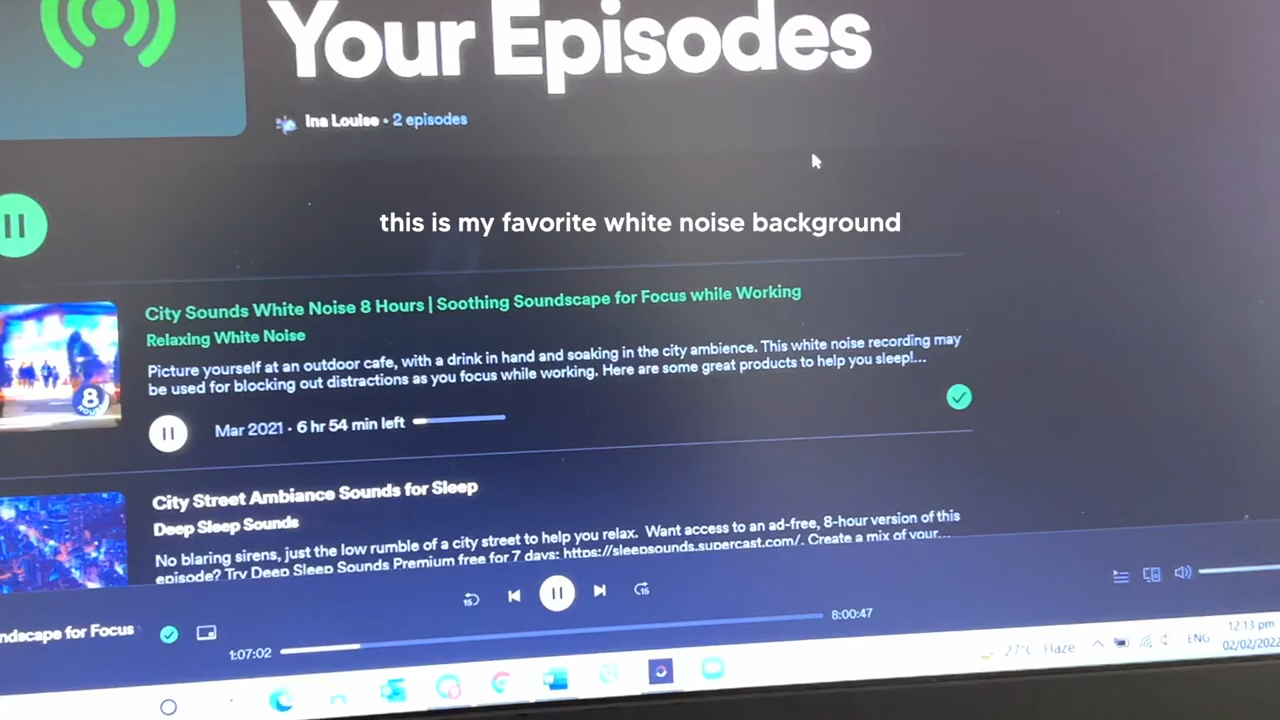 Your Episodes
Ina Louise • 2 episodes
this is my favorite white noise background
City Sounds White Noise 8 Hours | Soothing Soundscape for Focus while Working
Relaxing White Noise
Picture yourself at an outdoor cafe, with a drink in hand and soaking in the city ambience. This white noise recording may
be used for blocking out distractions as you focus while working. Here are some great products to help you sleep!...
8
Mar 2021 • 6 hr 54 min left
City Street Ambiance Sounds for Sleep
Deep Sleep Sounds
No blaring sirens, just the low rumble of a city street to help you relax. Want access to an ad-free, 8-hour version of this
episode? Try Deep Sleep Sounds Premium free for 7 days: https://sleepsounds.supercast.com/. Create a mix of your...
15
15
ndscape for Focus
1:07:02
8:00:47
27°C Haze
ENG
12:13 pm
02/02/2022